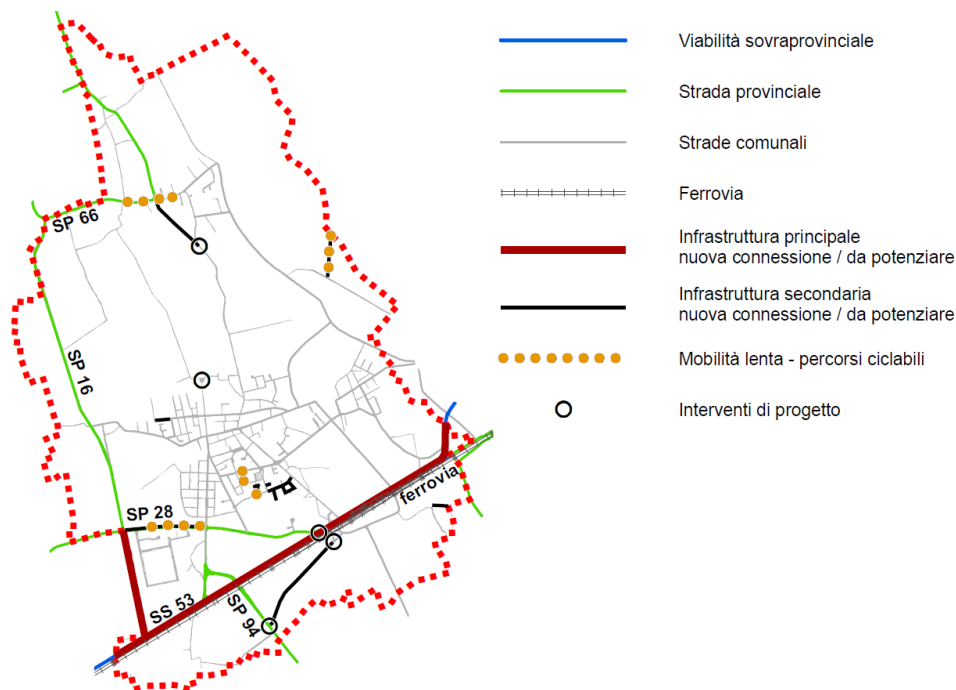 Viabilità sovraprovinciale
Strada provinciale
Strade comunali
Ferrovia
Infrastruttura principale
nuova connessione / da potenziare
Infrastruttura secondaria
nuova connessione / da potenziare
Mobilità lenta - percorsi ciclabili
Interventi di progetto
SP 66
SP 16
SP 28
ferrovia
SS 53
SP 94